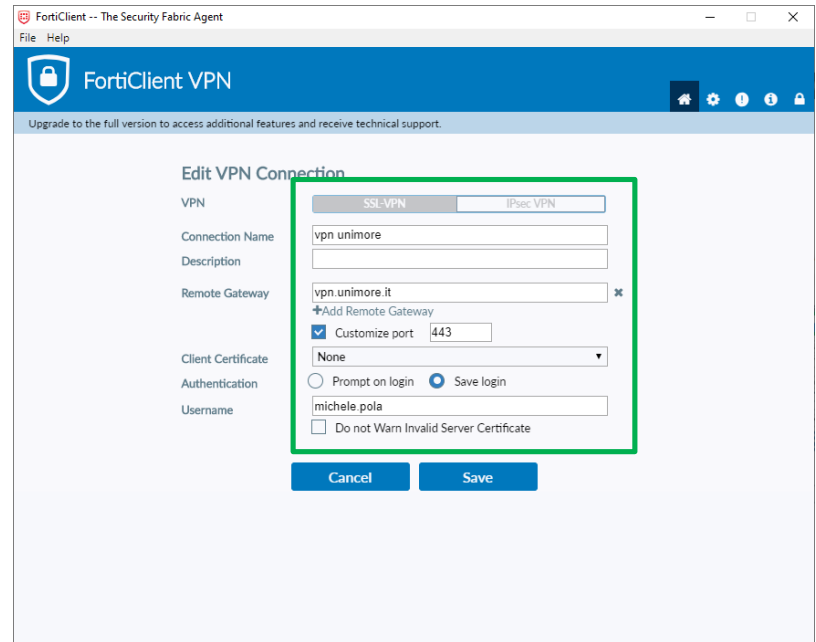 FortiClient -- The Security Fabric Agent
File Help
FortiClient VPN
Upgrade to the full version to access additional features and receive technical support.
Edit VPN Connection
VPN SSL-VPN IPsec VPN
Connection Name vpn unimore
Description
Remote Gateway vpn.unimore.it
+Add Remote Gateway
Customize port 443
Client Certificate None
Authentication Prompt on login Save login
Username michele.pola
Do not Warn Invalid Server Certificate
Cancel Save